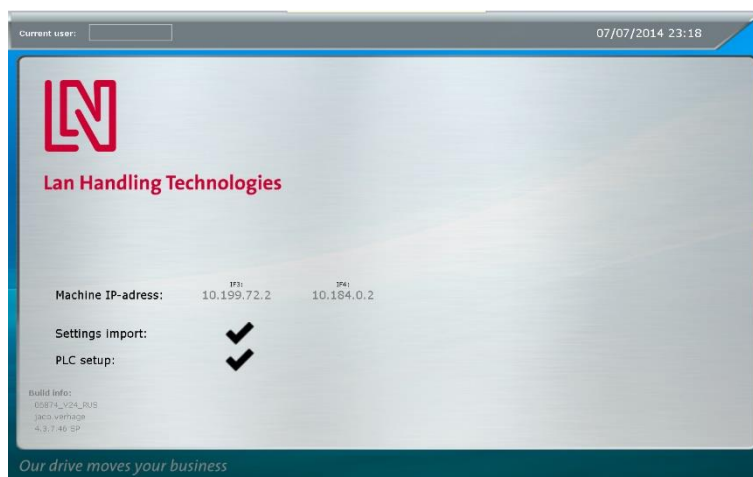 Current user:
07/07/2014 23:18
Lan Handling Technologies
IF3: IF4:
Machine IP-adress: 10.199.72.2 10.184.0.2
Settings import:
PLC setup:
Build info:
05874_V24_RUS
jaco.verhage
4.3.7.46 SP
Our drive moves your business